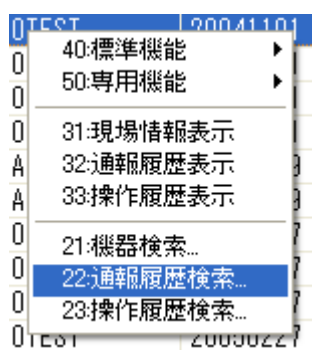 0TEST 20041101
40:標準機能
50:専用機能
31:現場情報表示
32:通報履歴表示
33:操作履歴表示
21:機器検索...
22:通報履歴検索...
23:操作履歴検索...
0TEST 20050227